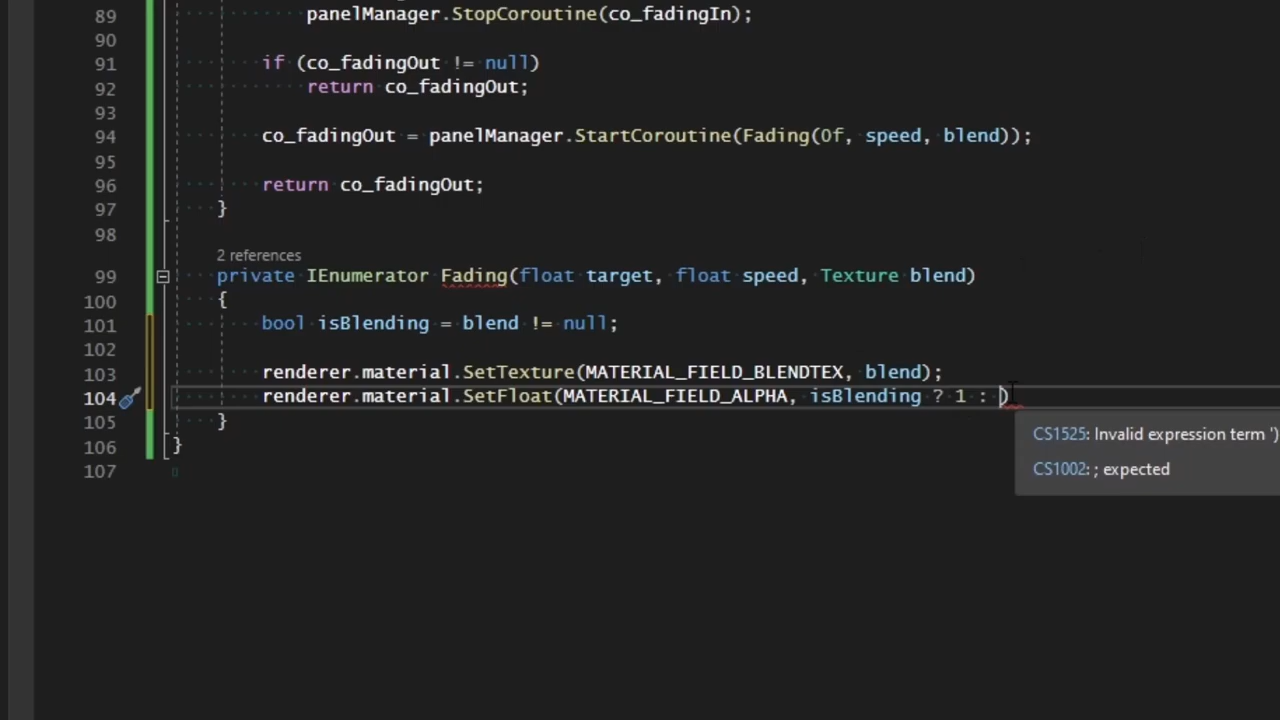 89 panelManager.StopCoroutine(co_fadingIn);
90
91 if (co_fadingOut != null)
92 return co_fadingOut;
93
94 co_fadingOut = panelManager.StartCoroutine(Fading(0f, speed, blend));
95
96 return co_fadingOut;
97 }
98
2 references
99 private IEnumerator Fading(float target, float speed, Texture blend)
100 {
101 bool isBlending = blend != null;
102
103 renderer.material.SetTexture(MATERIAL_FIELD_BLENDTEX, blend);
104 renderer.material.SetFloat(MATERIAL_FIELD_ALPHA, isBlending ? 1 : )
105 }
106 }
107
CS1525: Invalid expression term ')
CS1002: ; expected